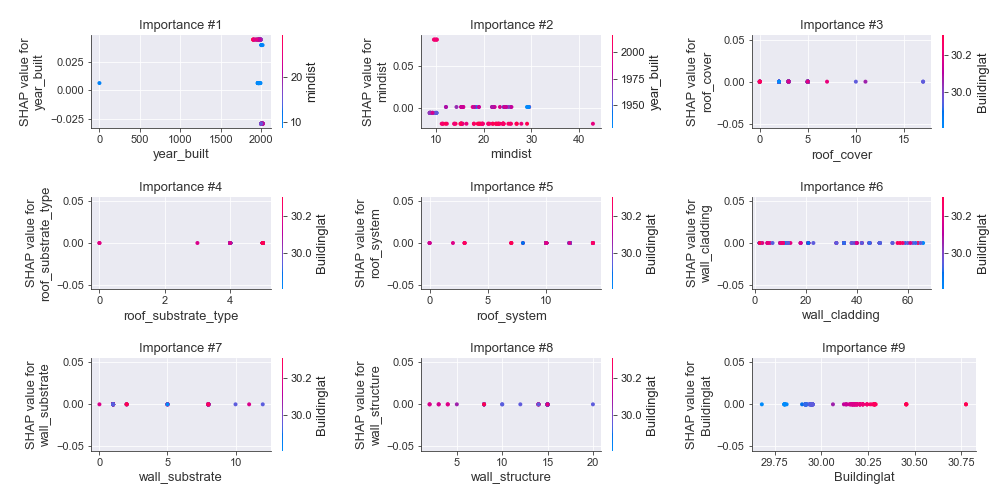 Importance #1
Importance #2
Importance #3
SHAP value for
year_built
0.025
0.000
−0.025
0
500
1000
1500
2000
year_built
20
10
mindist
SHAP value for
mindist
0.05
0.00
10
20
30
40
mindist
2000
1975
1950
year_built
SHAP value for
roof_cover
0.05
0.00
−0.05
0
5
10
15
roof_cover
30.2
30.0
Buildinglat
Importance #4
Importance #5
Importance #6
SHAP value for
roof_substrate_type
0.05
0.00
−0.05
0
2
4
roof_substrate_type
30.2
30.0
Buildinglat
SHAP value for
roof_system
0.05
0.00
−0.05
0
5
10
roof_system
30.2
30.0
Buildinglat
SHAP value for
wall_cladding
0.05
0.00
−0.05
0
20
40
60
wall_cladding
30.2
30.0
Buildinglat
Importance #7
Importance #8
Importance #9
SHAP value for
wall_substrate
0.05
0.00
−0.05
0
5
10
wall_substrate
30.2
30.0
Buildinglat
SHAP value for
wall_structure
0.05
0.00
−0.05
5
10
15
20
wall_structure
30.2
30.0
Buildinglat
SHAP value for
Buildinglat
0.05
0.00
−0.05
29.75
30.00
30.25
30.50
30.75
Buildinglat